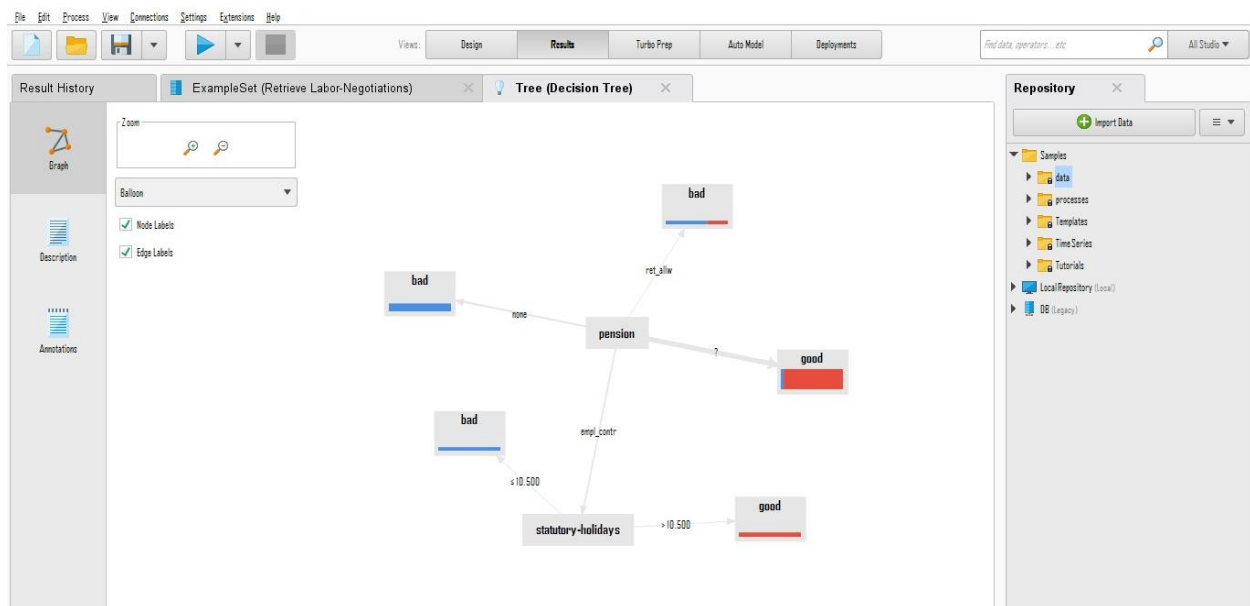 File Edit Process View Connections Settings Extensions Help
Views: Design Results Turbo Prep Auto Model Deployments
Find data, operators...etc
All Studio
Result History
ExampleSet (Retrieve Labor-Negotiations)
Tree (Decision Tree)
Repository
Zoom
Import Data
Graph
Balloon
Node Labels
Edge Labels
Description
Annotations
Samples
data
processes
Templates
Time Series
Tutorials
Local Repository (Local)
DB (Legacy)
bad
ret_allw
bad
none
pension
?
good
bad
empl_contr
≤ 10.500
good
statutory-holidays
> 10.500